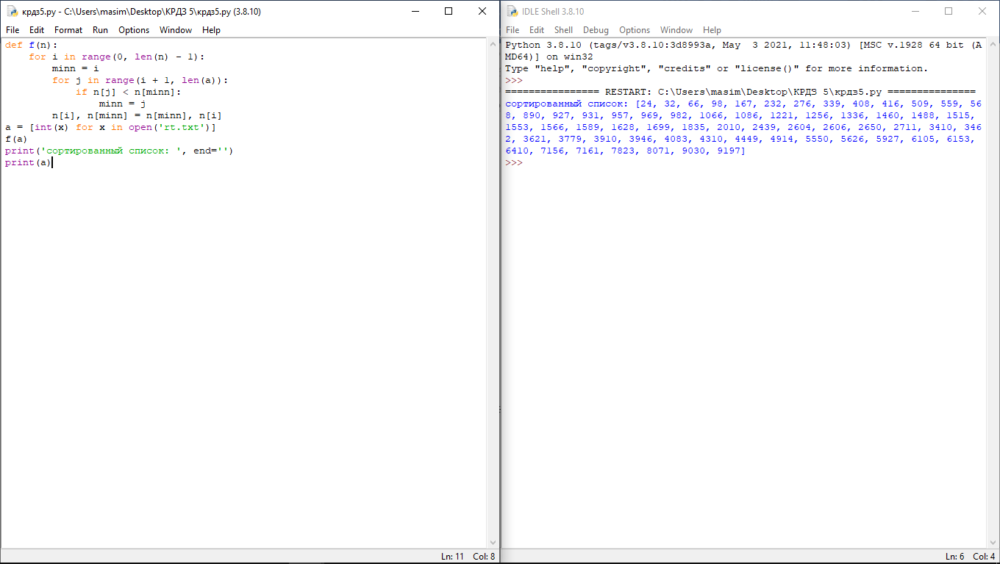 крдз5.py - C:\Users\masim\Desktop\КРДЗ 5\крдз5.py (3.8.10)
File Edit Format Run Options Window Help
def f(n):
    for i in range(0, len(n) - 1):
        minn = i
        for j in range(i + 1, len(a)):
            if n[j] < n[minn]:
                minn = j
        n[i], n[minn] = n[minn], n[i]
a = [int(x) for x in open('rt.txt')]
f(a)
print('сортированный список: ', end='')
print(a)
Ln: 11 Col: 8
IDLE Shell 3.8.10
File Edit Shell Debug Options Window Help
Python 3.8.10 (tags/v3.8.10:3d8993a, May  3 2021, 11:48:03) [MSC v.1928 64 bit (A
MD64)] on win32
Type "help", "copyright", "credits" or "license()" for more information.
>>>
================ RESTART: C:\Users\masim\Desktop\КРДЗ 5\крдз5.py ===============
сортированный список: [24, 32, 66, 98, 167, 232, 276, 339, 408, 416, 509, 559, 56
8, 890, 927, 931, 957, 969, 982, 1066, 1086, 1221, 1256, 1336, 1460, 1488, 1515,
1553, 1566, 1589, 1628, 1699, 1835, 2010, 2439, 2604, 2606, 2650, 2711, 3410, 346
2, 3621, 3779, 3910, 3946, 4083, 4310, 4449, 4914, 5550, 5626, 5927, 6105, 6153,
6410, 7156, 7161, 7823, 8071, 9030, 9197]
>>>
Ln: 6 Col: 4